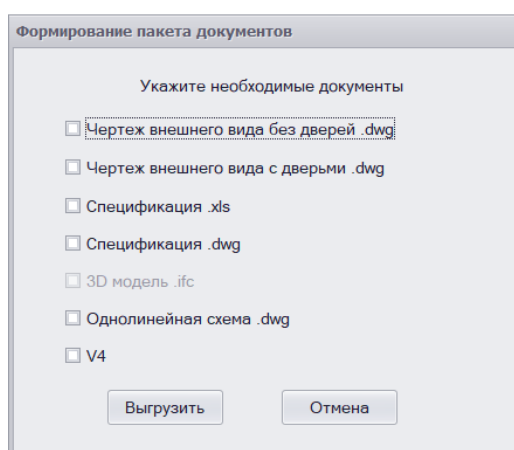 Формирование пакета документов
Укажите необходимые документы
Чертеж внешнего вида без дверей .dwg
Чертеж внешнего вида с дверьми .dwg
Спецификация .xls
Спецификация .dwg
3D модель .ifc
Однолинейная схема .dwg
V4
Выгрузить Отмена